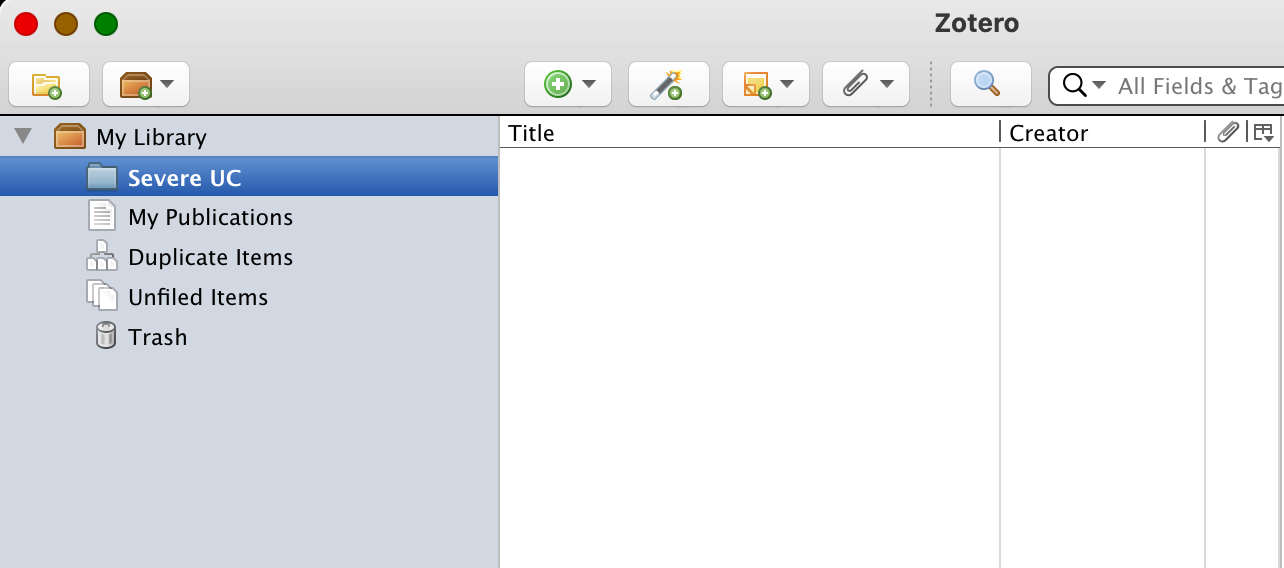 Zotero
All Fields & Tag
My Library
Severe UC
My Publications
Duplicate Items
Unfiled Items
Trash
Title
Creator